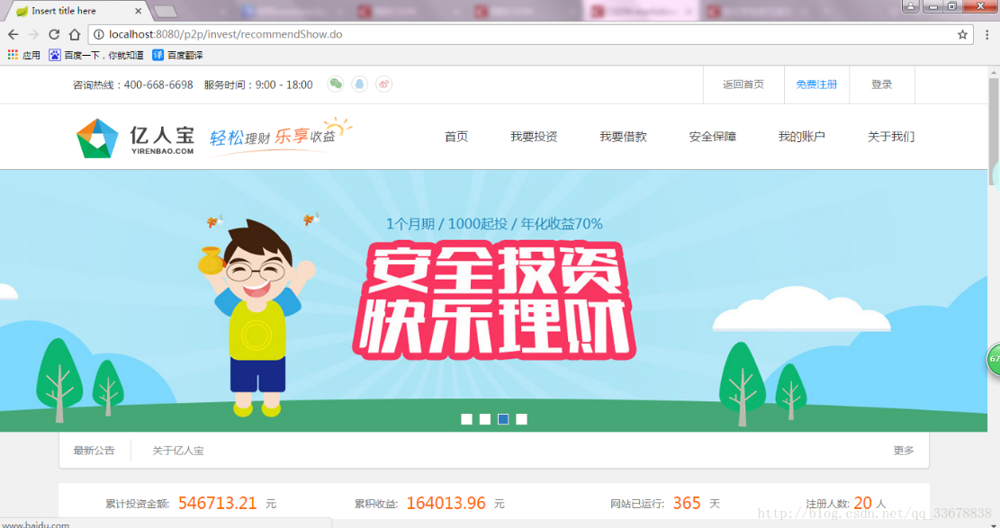 Insert title here
localhost:8080/p2p/invest/recommendShow.do
应用 百度一下，你就知道 译 百度翻译
咨询热线：400-668-6698 服务时间：9:00 - 18:00 返回首页 免费注册 登录
亿人宝 YIRENBAO.COM 轻松理财 乐享收益 首页 我要投资 我要借款 安全保障 我的账户 关于我们
1个月期 / 1000起投 / 年化收益70%
安全投资
快乐理财
67
最新公告 关于亿人宝 更多
累计投资金额: 546713.21 元 累积收益: 164013.96 元 网站已运行: 365 天 注册人数: 20 人
http://blog.csdn.net/qq_33678838
www.baidu.com